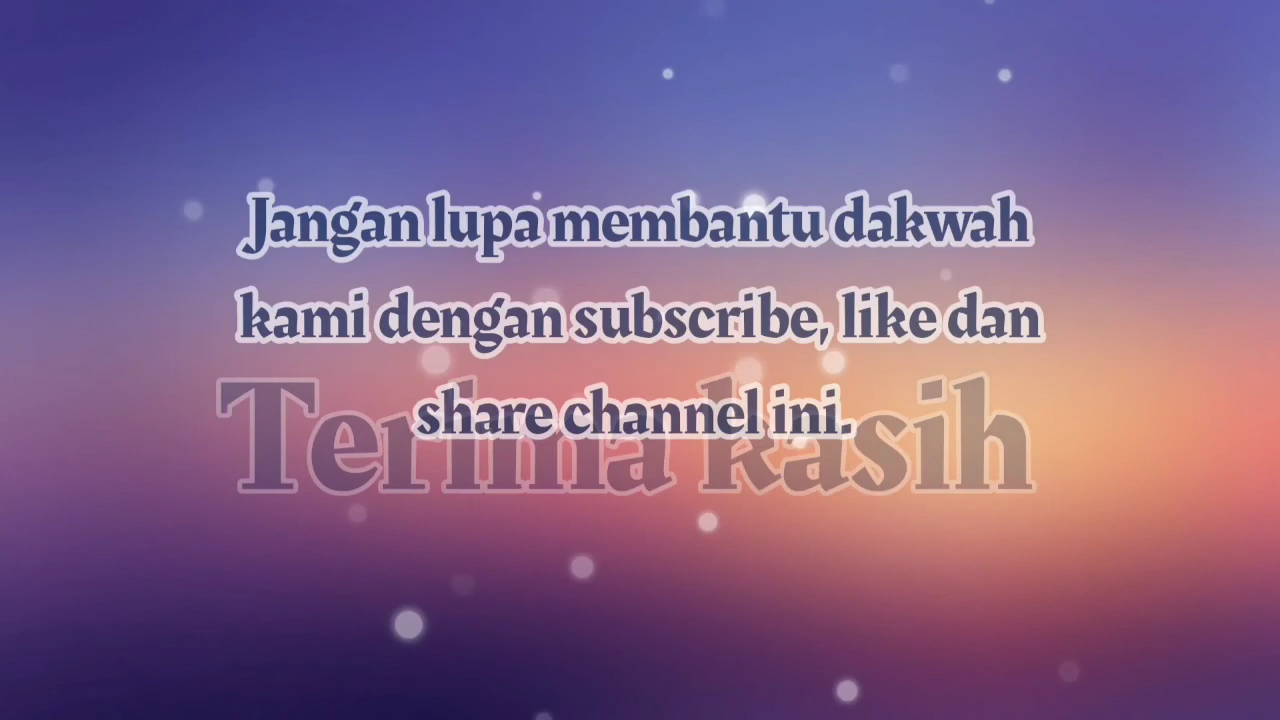 Jangan lupa membantu dakwah
kami dengan subscribe, like dan
share channel ini.
Terima kasih